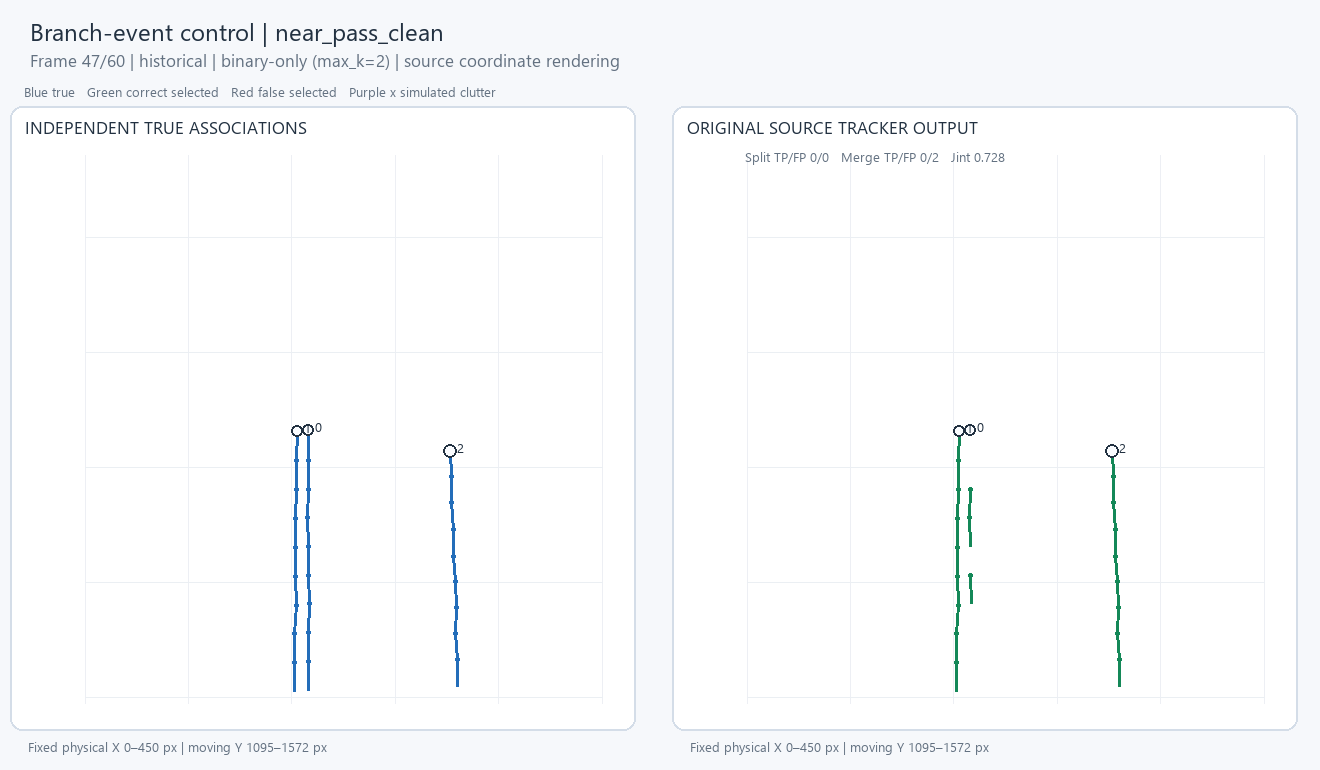 Branch-event control | near_pass_clean
Frame 47/60 | historical | binary-only (max_k=2) | source coordinate rendering
Blue true Green correct selected Red false selected Purple x simulated clutter
INDEPENDENT TRUE ASSOCIATIONS
0
2
Fixed physical X 0–450 px | moving Y 1095–1572 px
ORIGINAL SOURCE TRACKER OUTPUT
Split TP/FP 0/0 Merge TP/FP 0/2 Jint 0.728
0
2
Fixed physical X 0–450 px | moving Y 1095–1572 px